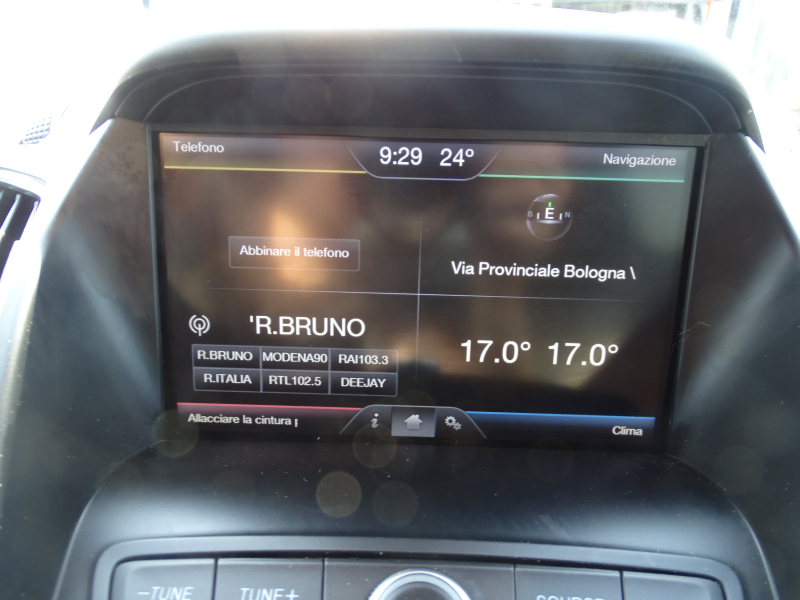 Telefono
9:29 24°
Navigazione
Abbinare il telefono
S E N
Via Provinciale Bologna \
'R.BRUNO
R.BRUNO MODENA90 RAI103.3
R.ITALIA RTL102.5 DEEJAY
17.0° 17.0°
Allacciare la cintura
i
Clima
-TUNE TUNE+ SOURCE